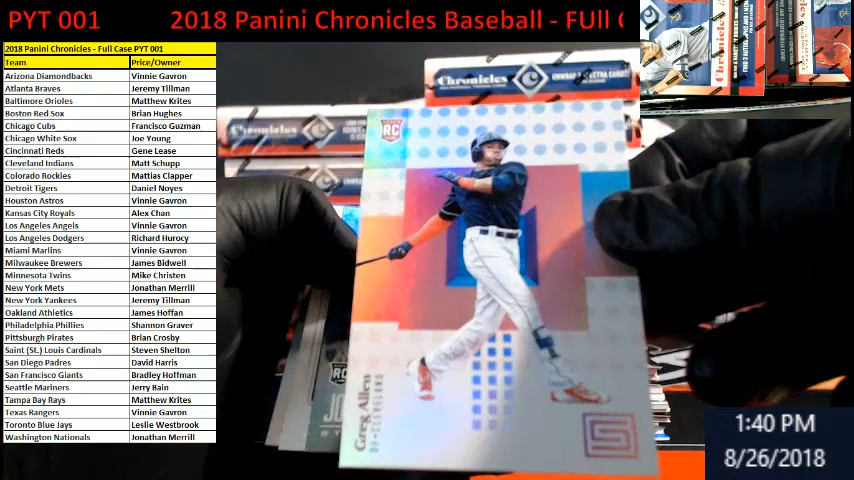 PYT 001
2018 Panini Chronicles Baseball - FUll C
2018 Panini Chronicles - Full Case PYT 001
Team Price/Owner
Arizona Diamondbacks Vinnie Gavron
Atlanta Braves Jeremy Tillman
Baltimore Orioles Matthew Krites
Boston Red Sox Brian Hughes
Chicago Cubs Francisco Guzman
Chicago White Sox Joe Young
Cincinnati Reds Gene Lease
Cleveland Indians Matt Schupp
Colorado Rockies Mattias Clapper
Detroit Tigers Daniel Noyes
Houston Astros Vinnie Gavron
Kansas City Royals Alex Chan
Los Angeles Angels Vinnie Gavron
Los Angeles Dodgers Richard Hurocy
Miami Marlins Vinnie Gavron
Milwaukee Brewers James Bidwell
Minnesota Twins Mike Christen
New York Mets Jonathan Merrill
New York Yankees Jeremy Tillman
Oakland Athletics James Hoffan
Philadelphia Phillies Shannon Graver
Pittsburgh Pirates Brian Crosby
Saint (St.) Louis Cardinals Steven Shelton
San Diego Padres David Harris
San Francisco Giants Bradley Hoffman
Seattle Mariners Jerry Bain
Tampa Bay Rays Matthew Krites
Texas Rangers Vinnie Gavron
Toronto Blue Jays Leslie Westbrook
Washington Nationals Jonathan Merrill
Chronicles
Chronicles
RC
RC
Greg Allen
OF • CLEVELAND
Chronicles
1:40 PM
8/26/2018